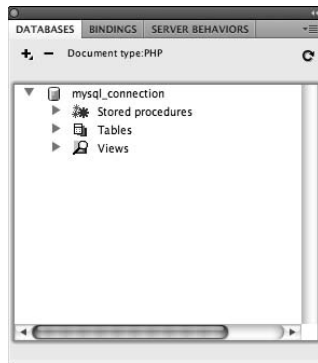 DATABASES BINDINGS SERVER BEHAVIORS
Document type:PHP
mysql_connection
Stored procedures
Tables
Views